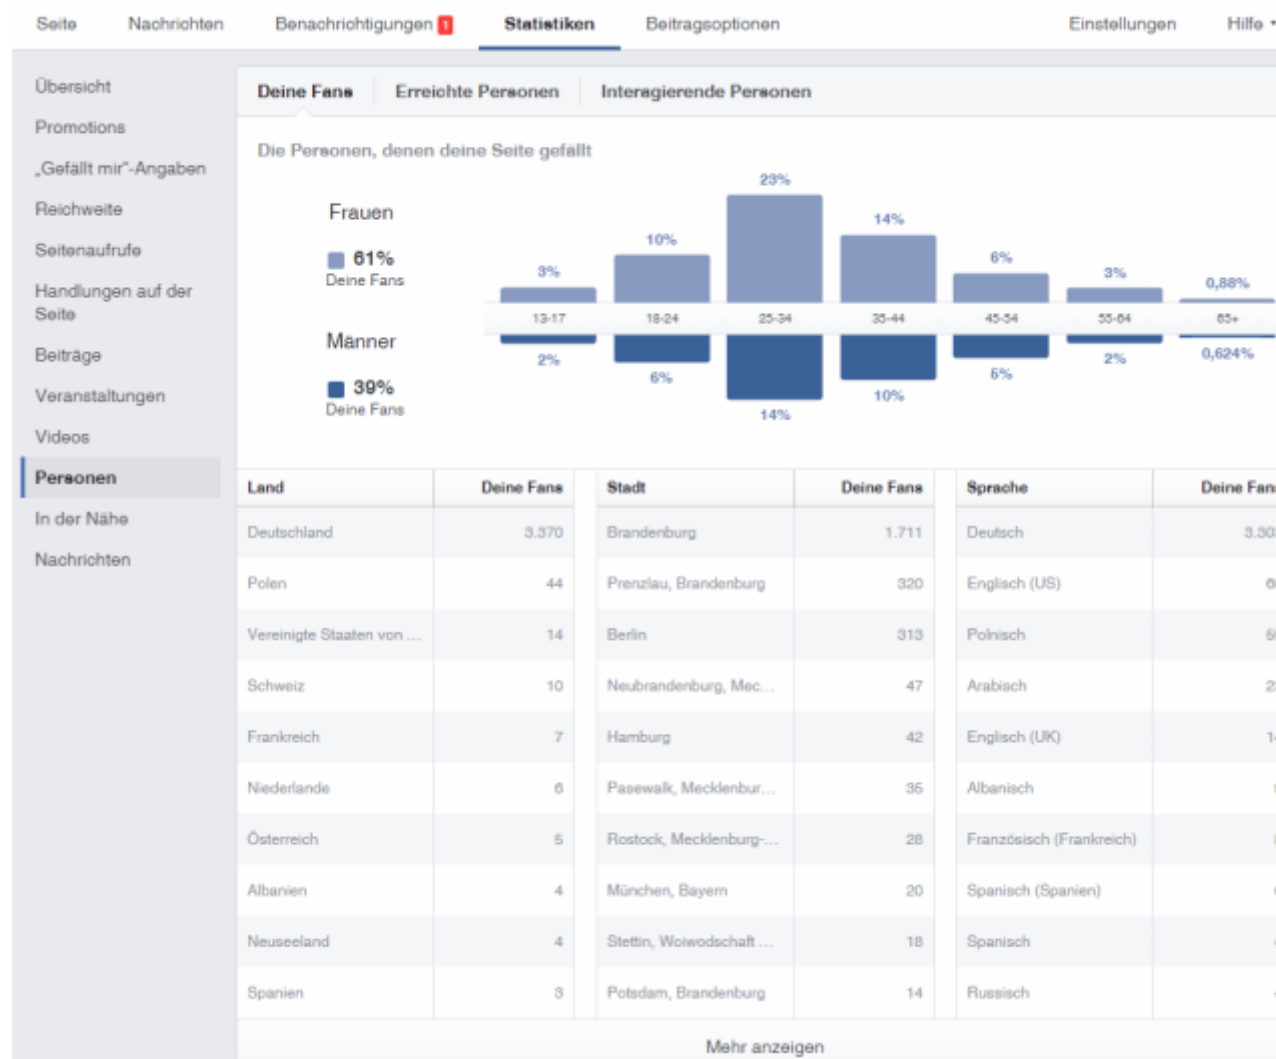 Seite Nachrichten Benachrichtigungen 1 Statistiken Beitragsoptionen Einstellungen Hilfe
Übersicht
Promotions
„Gefällt mir"-Angaben
Reichweite
Seitenaufrufe
Handlungen auf der
Seite
Beiträge
Veranstaltungen
Videos
Personen
In der Nähe
Nachrichten
Deine Fans Erreichte Personen Interagierende Personen
Die Personen, denen deine Seite gefällt
Frauen
61%
Deine Fans
3% 10% 23% 14% 6% 3% 0,88%
13-17 18-24 25-34 35-44 45-54 55-64 65+
Männer
39%
Deine Fans
2% 6% 14% 10% 5% 2% 0,624%
Land Deine Fans Stadt Deine Fans Sprache Deine Fans
Deutschland 3.370 Brandenburg 1.711 Deutsch
Polen 44 Prenzlau, Brandenburg 320 Englisch (US)
Vereinigte Staaten von ... 14 Berlin 313 Polnisch
Schweiz 10 Neubrandenburg, Mec... 47 Arabisch
Frankreich 7 Hamburg 42 Englisch (UK)
Niederlande 6 Pasewalk, Mecklenbur... 35 Albanisch
Österreich 5 Rostock, Mecklenburg-... 28 Französisch (Frankreich)
Albanien 4 München, Bayern 20 Spanisch (Spanien)
Neuseeland 4 Stettin, Woiwodschaft ... 18 Spanisch
Spanien 3 Potsdam, Brandenburg 14 Russisch
Mehr anzeigen